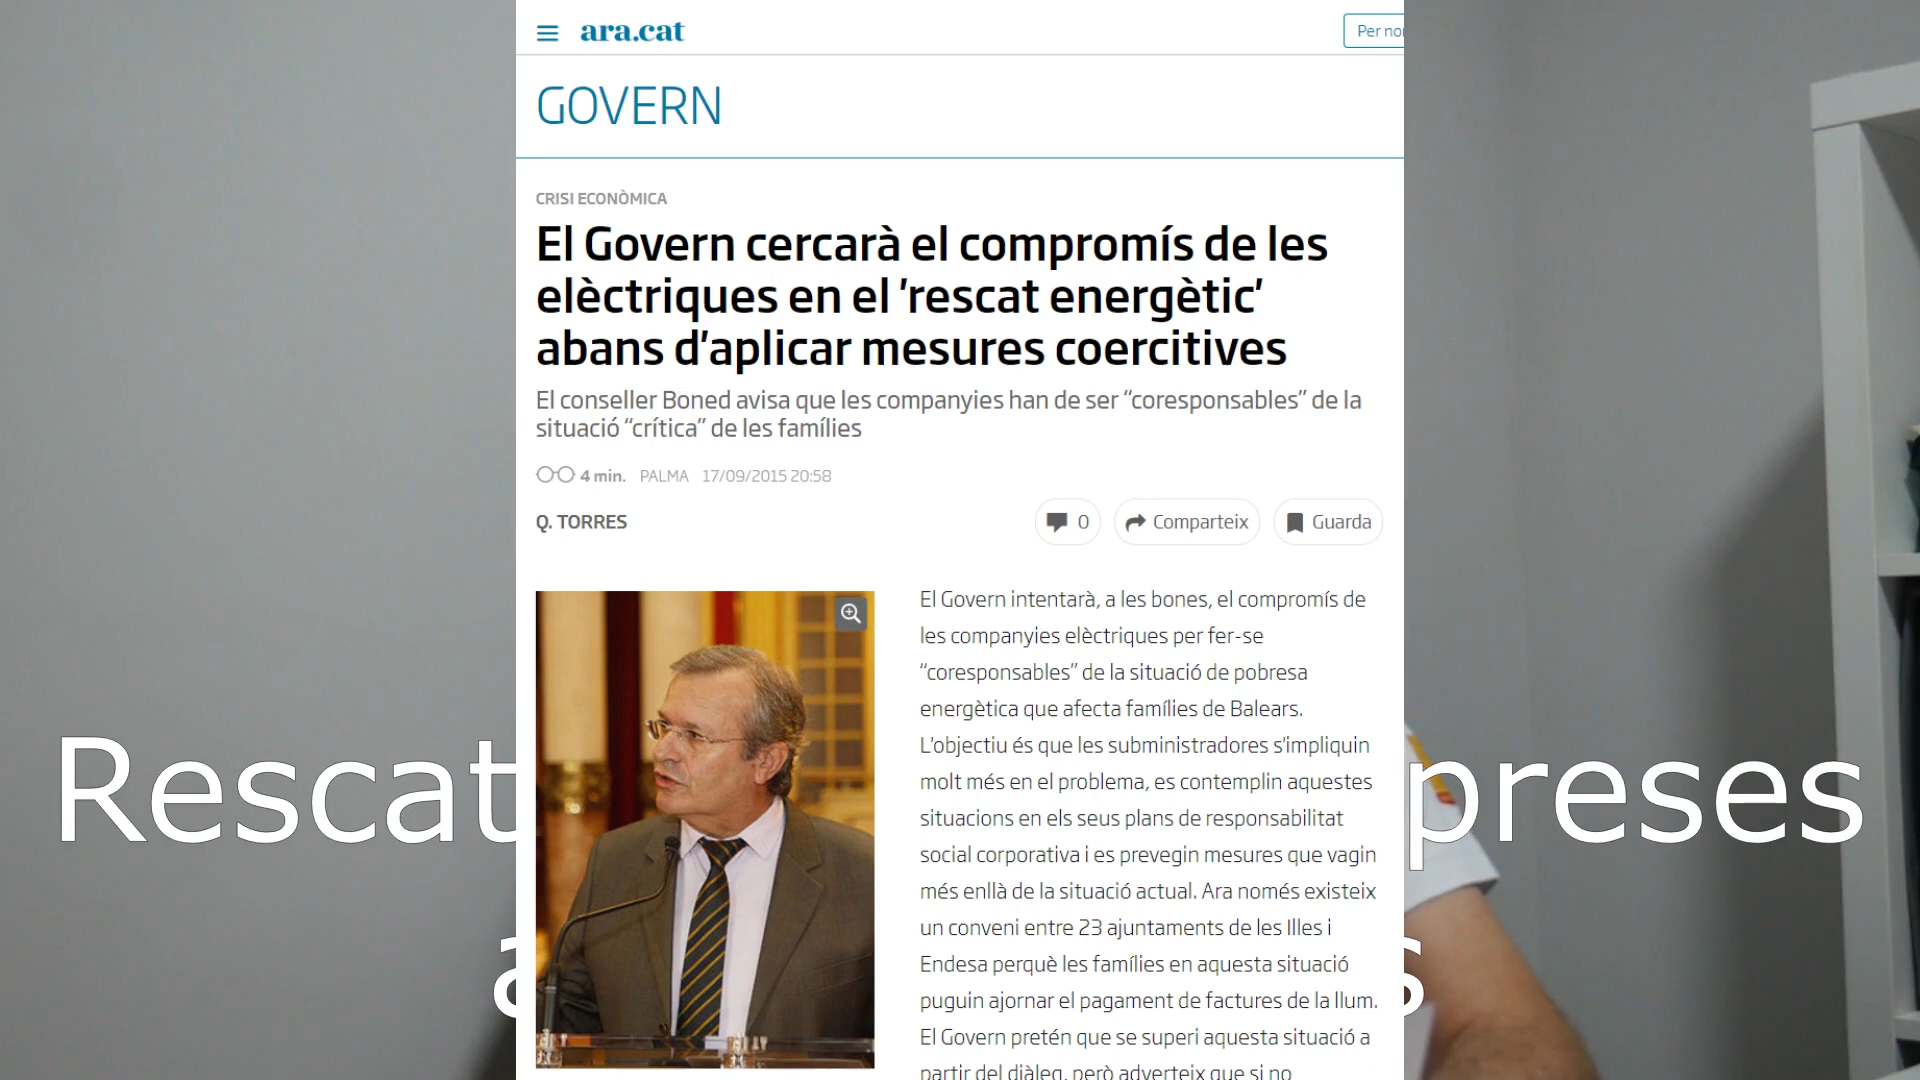 ara.cat
Per no
GOVERN
CRISI ECONÒMICA
El Govern cercarà el compromís de les
elèctriques en el 'rescat energètic'
abans d'aplicar mesures coercitives
El conseller Boned avisa que les companyies han de ser “coresponsables” de la
situació “crítica” de les famílies
4 min. PALMA 17/09/2015 20:58
Q. TORRES
0 Comparteix Guarda
El Govern intentarà, a les bones, el compromís de
les companyies elèctriques per fer-se
“coresponsables” de la situació de pobresa
energètica que afecta famílies de Balears.
L'objectiu és que les subministradores s'impliquin
molt més en el problema, es contemplin aquestes
situacions en els seus plans de responsabilitat
social corporativa i es prevegin mesures que vagin
més enllà de la situació actual. Ara només existeix
un conveni entre 23 ajuntaments de les Illes i
Endesa perquè les famílies en aquesta situació
puguin ajornar el pagament de factures de la llum.
El Govern pretén que se superi aquesta situació a
partir del diàleg, però adverteix que si no
Rescat preses
a s